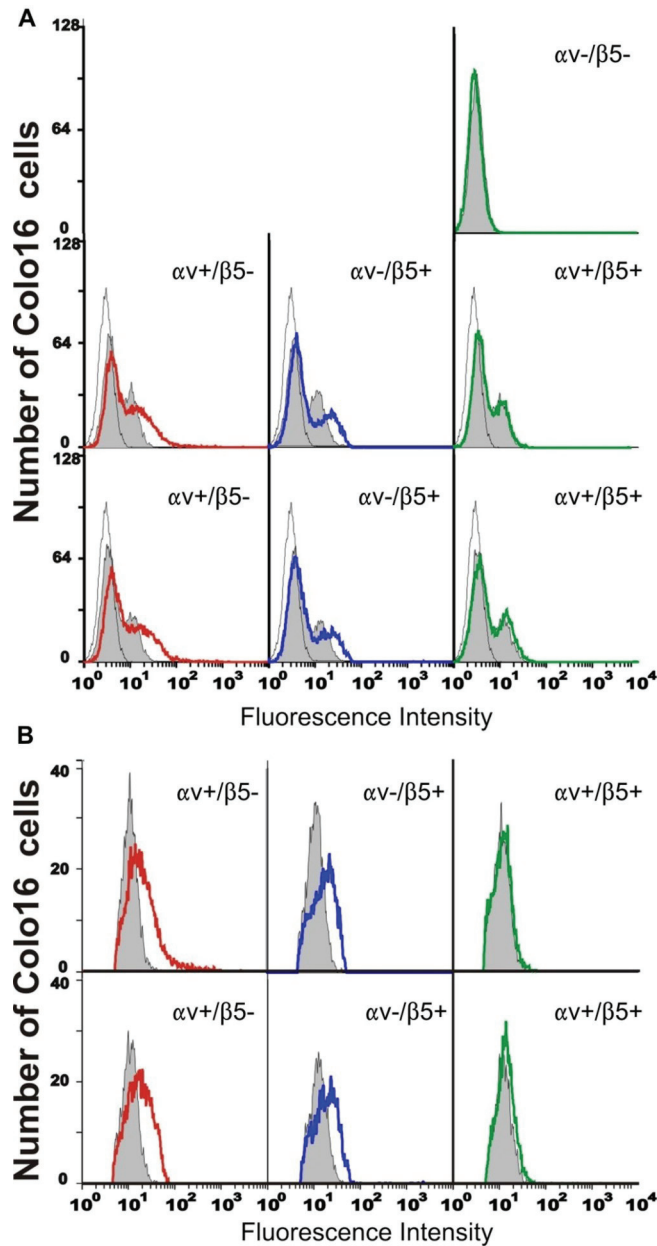 A
128
αv-/β5-
64
0
Number of Colo16 cells
128
αv+/β5-
αv-/β5+
αv+/β5+
64
0
128
αv+/β5-
αv-/β5+
αv+/β5+
64
0
10⁰ 10¹ 10² 10³ 10⁰ 10¹ 10² 10³ 10⁰ 10¹ 10² 10³ 10⁴
Fluorescence Intensity
B
40
αv+/β5-
αv-/β5+
αv+/β5+
20
0
Number of Colo16 cells
40
αv+/β5-
αv-/β5+
αv+/β5+
20
0
10⁰ 10¹ 10² 10³ 10⁰ 10¹ 10² 10³ 10⁰ 10¹ 10² 10³ 10⁴
Fluorescence Intensity